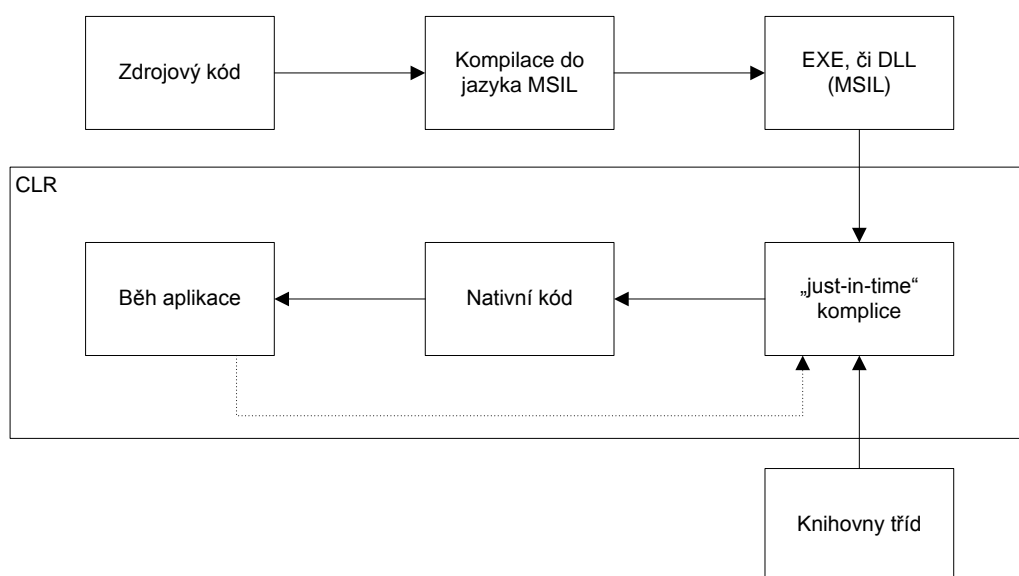 Zdrojový kód
Kompilace do
jazyka MSIL
EXE, či DLL
(MSIL)
CLR
Běh aplikace
Nativní kód
„just-in-time“
komplice
Knihovny tříd